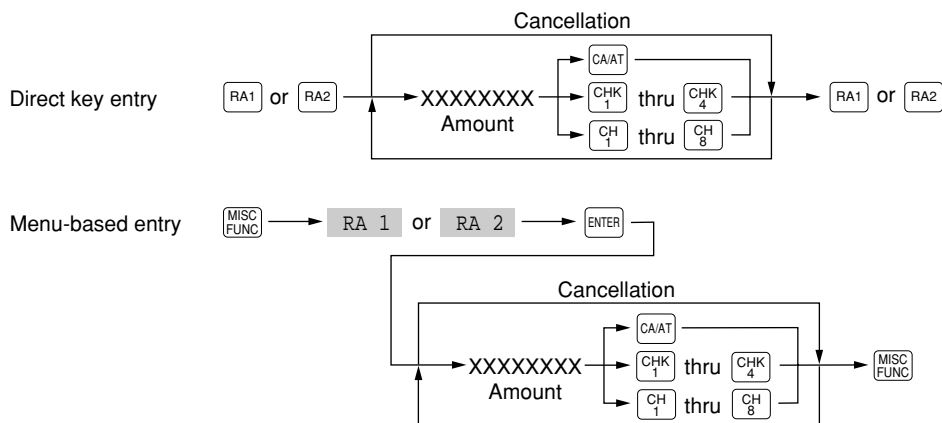 Cancellation
CA/AT
Direct key entry RA1 or RA2 XXXXXXXX CHK 1 thru CHK 4 RA1 or RA2
Amount
CH 1 thru CH 8
Menu-based entry MISC FUNC RA 1 or RA 2 ENTER
Cancellation
CA/AT
XXXXXXXX CHK 1 thru CHK 4 MISC FUNC
Amount
CH 1 thru CH 8